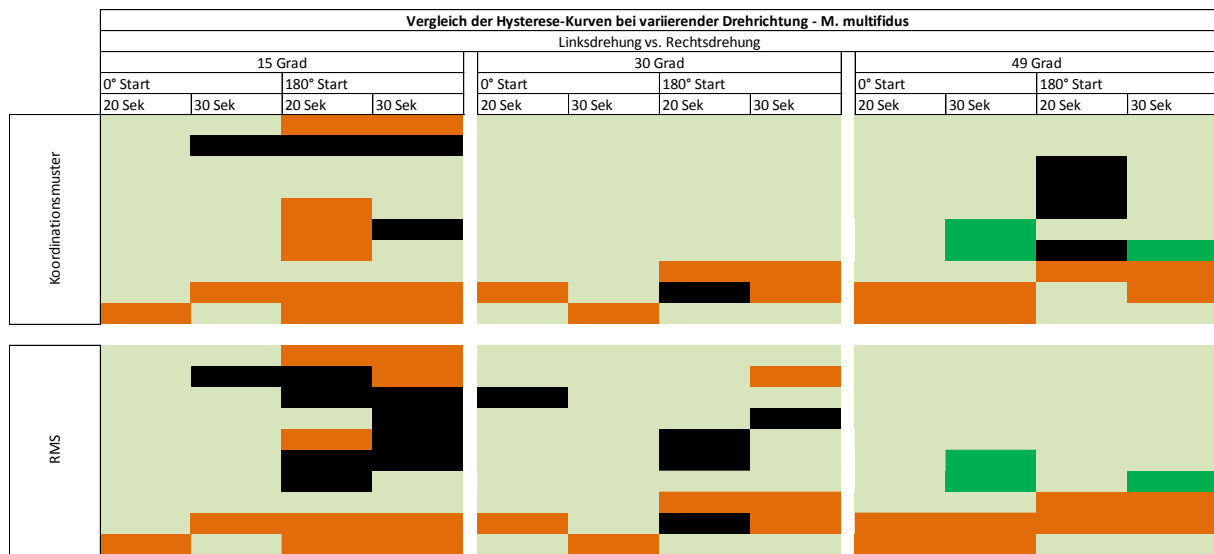 Vergleich der Hysterese-Kurven bei variierender Drehrichtung - M. multifidus
Linksdrehung vs. Rechtsdrehung
15 Grad 30 Grad 49 Grad
0° Start 180° Start 0° Start 180° Start 0° Start 180° Start
20 Sek 30 Sek 20 Sek 30 Sek 20 Sek 30 Sek 20 Sek 30 Sek 20 Sek 30 Sek 20 Sek 30 Sek
Koordinationsmuster
RMS